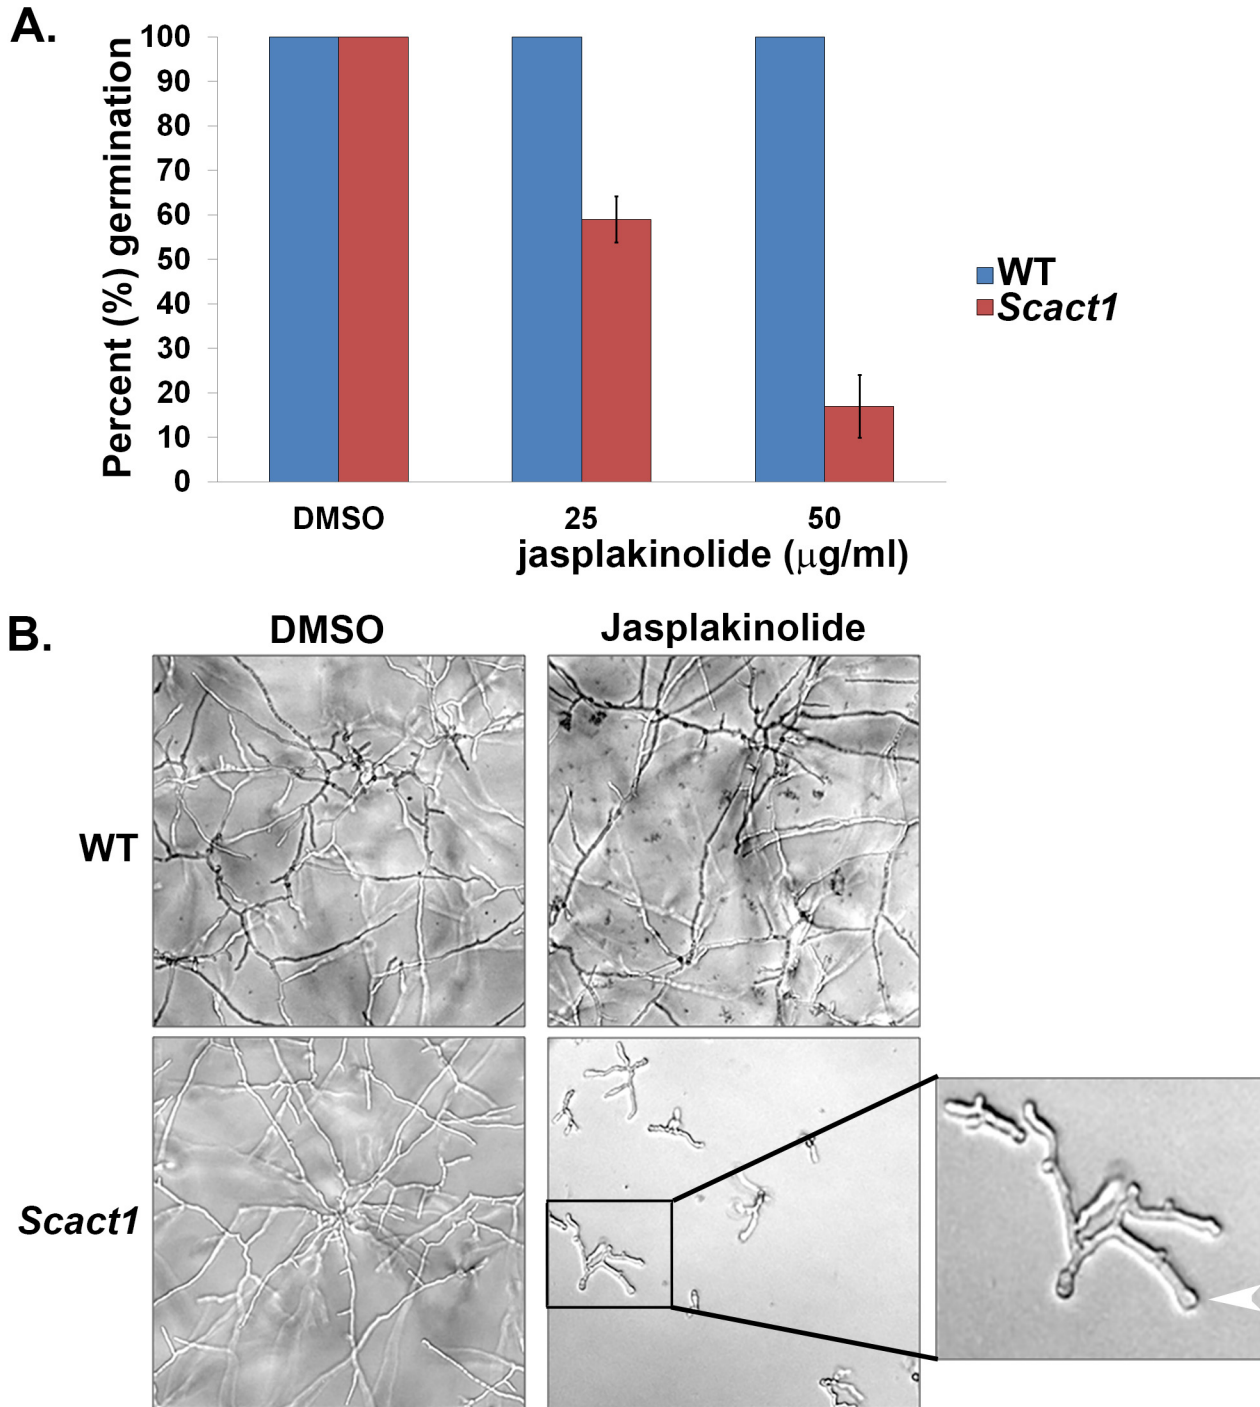 A.
Percent (%) germination
100
90
80
70
60
50
40
30
20
10
0
DMSO
25
50
jasplakinolide (μg/ml)
WT
Scact1
B.
DMSO
Jasplakinolide
WT
Scact1